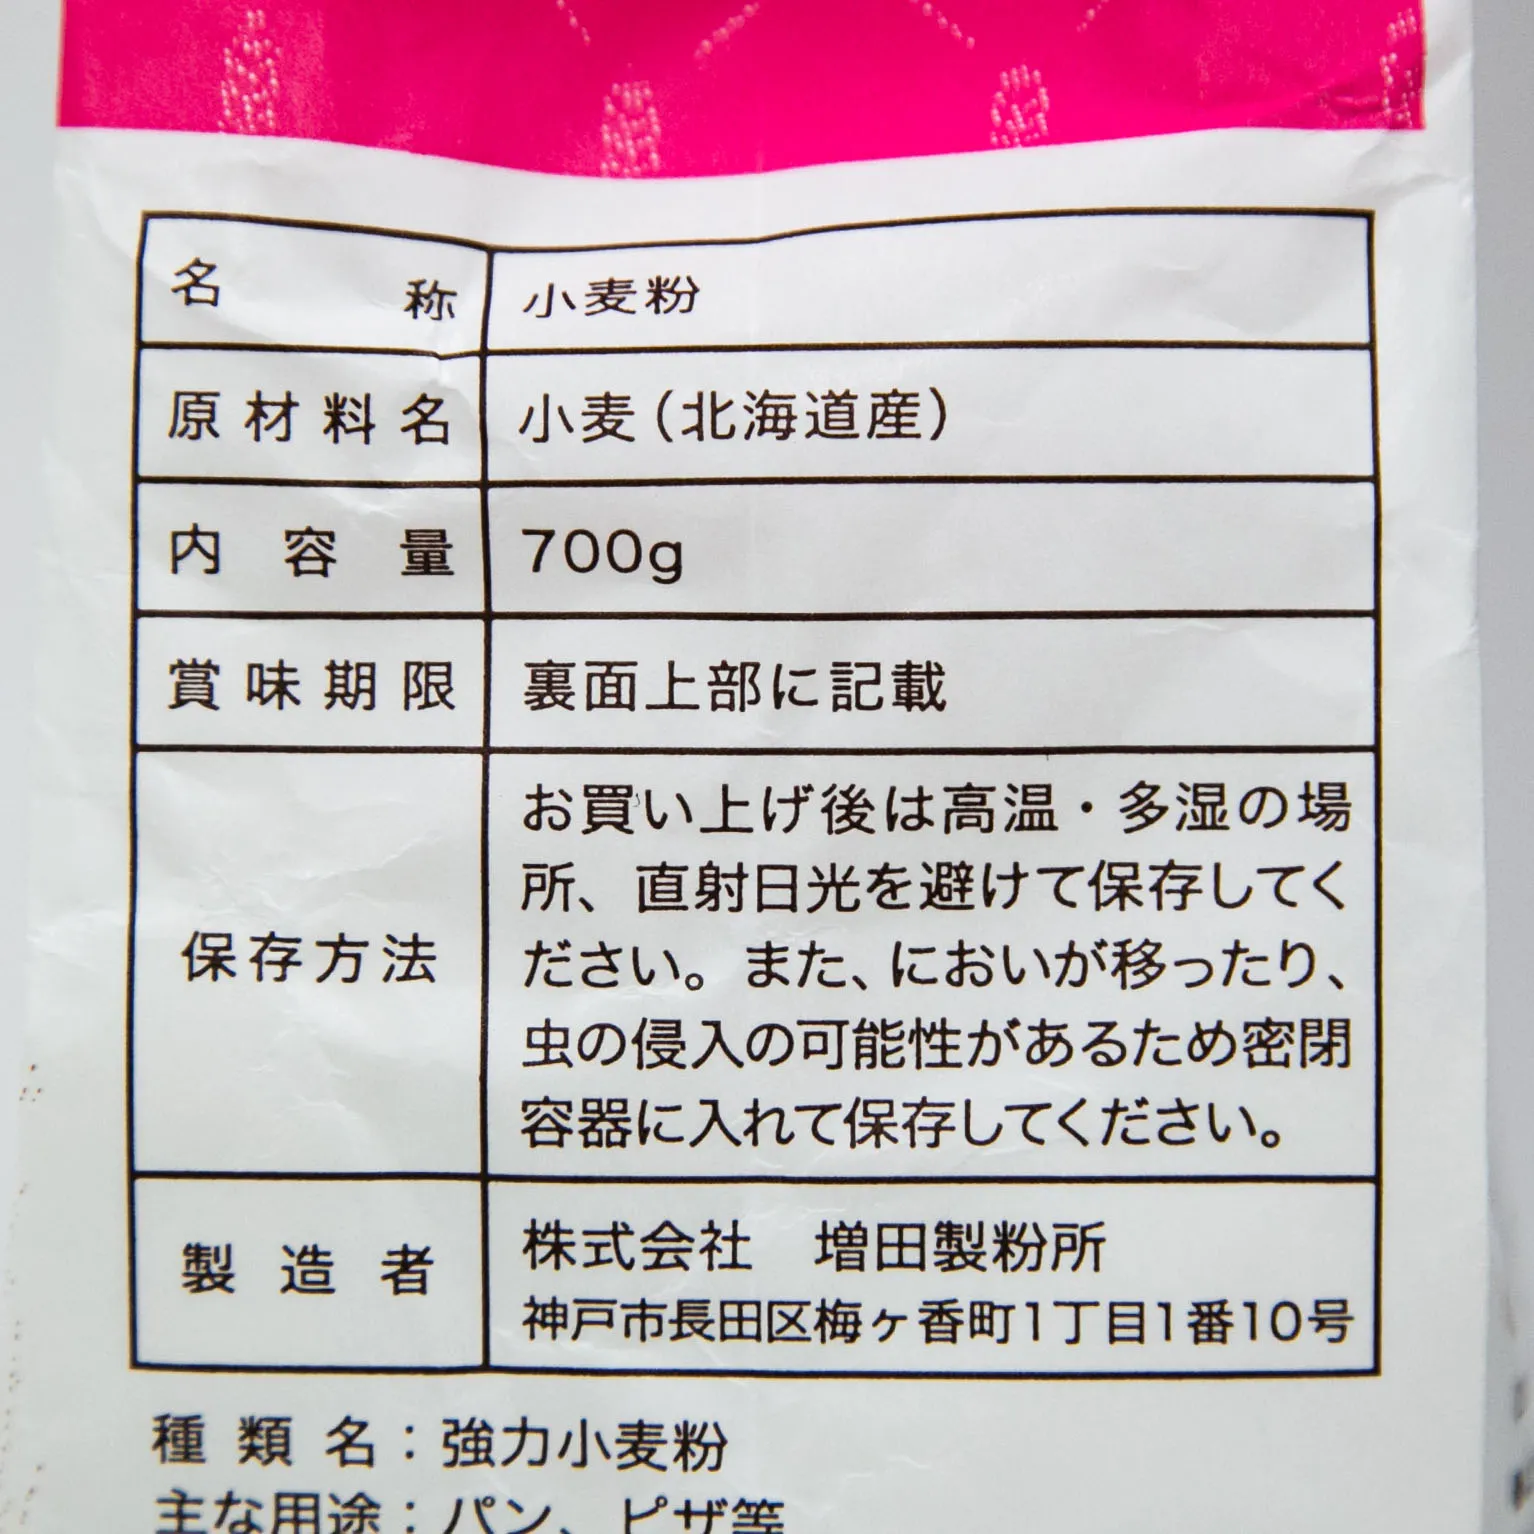 名称 小麦粉
原材料名 小麦(北海道産)
内容量 700g
賞味期限 裏面上部に記載
保存方法
お買い上げ後は高温・多湿の場
所、直射日光を避けて保存してく
ださい。また、においが移ったり、
虫の侵入の可能性があるため密閉
容器に入れて保存してください。
製造者
株式会社 増田製粉所
神戸市長田区梅ヶ香町1丁目1番10号
種類名:強力小麦粉
主な用途:パン、ピザ等